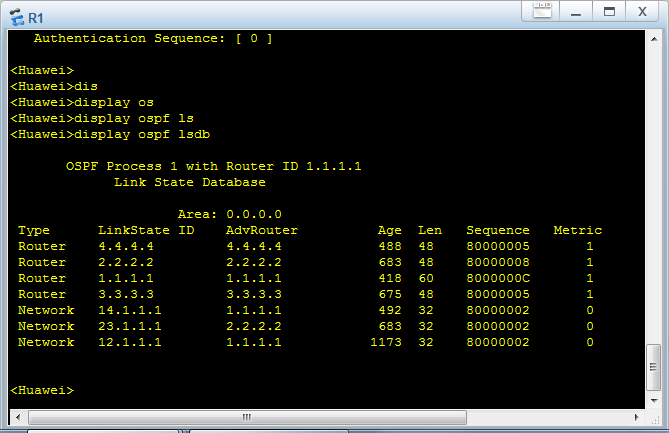 R1
Authentication Sequence: [ 0 ]
<Huawei>
<Huawei>dis
<Huawei>display os
<Huawei>display ospf ls
<Huawei>display ospf lsdb
OSPF Process 1 with Router ID 1.1.1.1
Link State Database
Area: 0.0.0.0
Type LinkState ID AdvRouter Age Len Sequence Metric
Router 4.4.4.4 4.4.4.4 488 48 80000005 1
Router 2.2.2.2 2.2.2.2 683 48 80000008 1
Router 1.1.1.1 1.1.1.1 418 60 8000000C 1
Router 3.3.3.3 3.3.3.3 675 48 80000005 1
Network 14.1.1.1 1.1.1.1 492 32 80000002 0
Network 23.1.1.1 2.2.2.2 683 32 80000002 0
Network 12.1.1.1 1.1.1.1 1173 32 80000002 0
<Huawei>